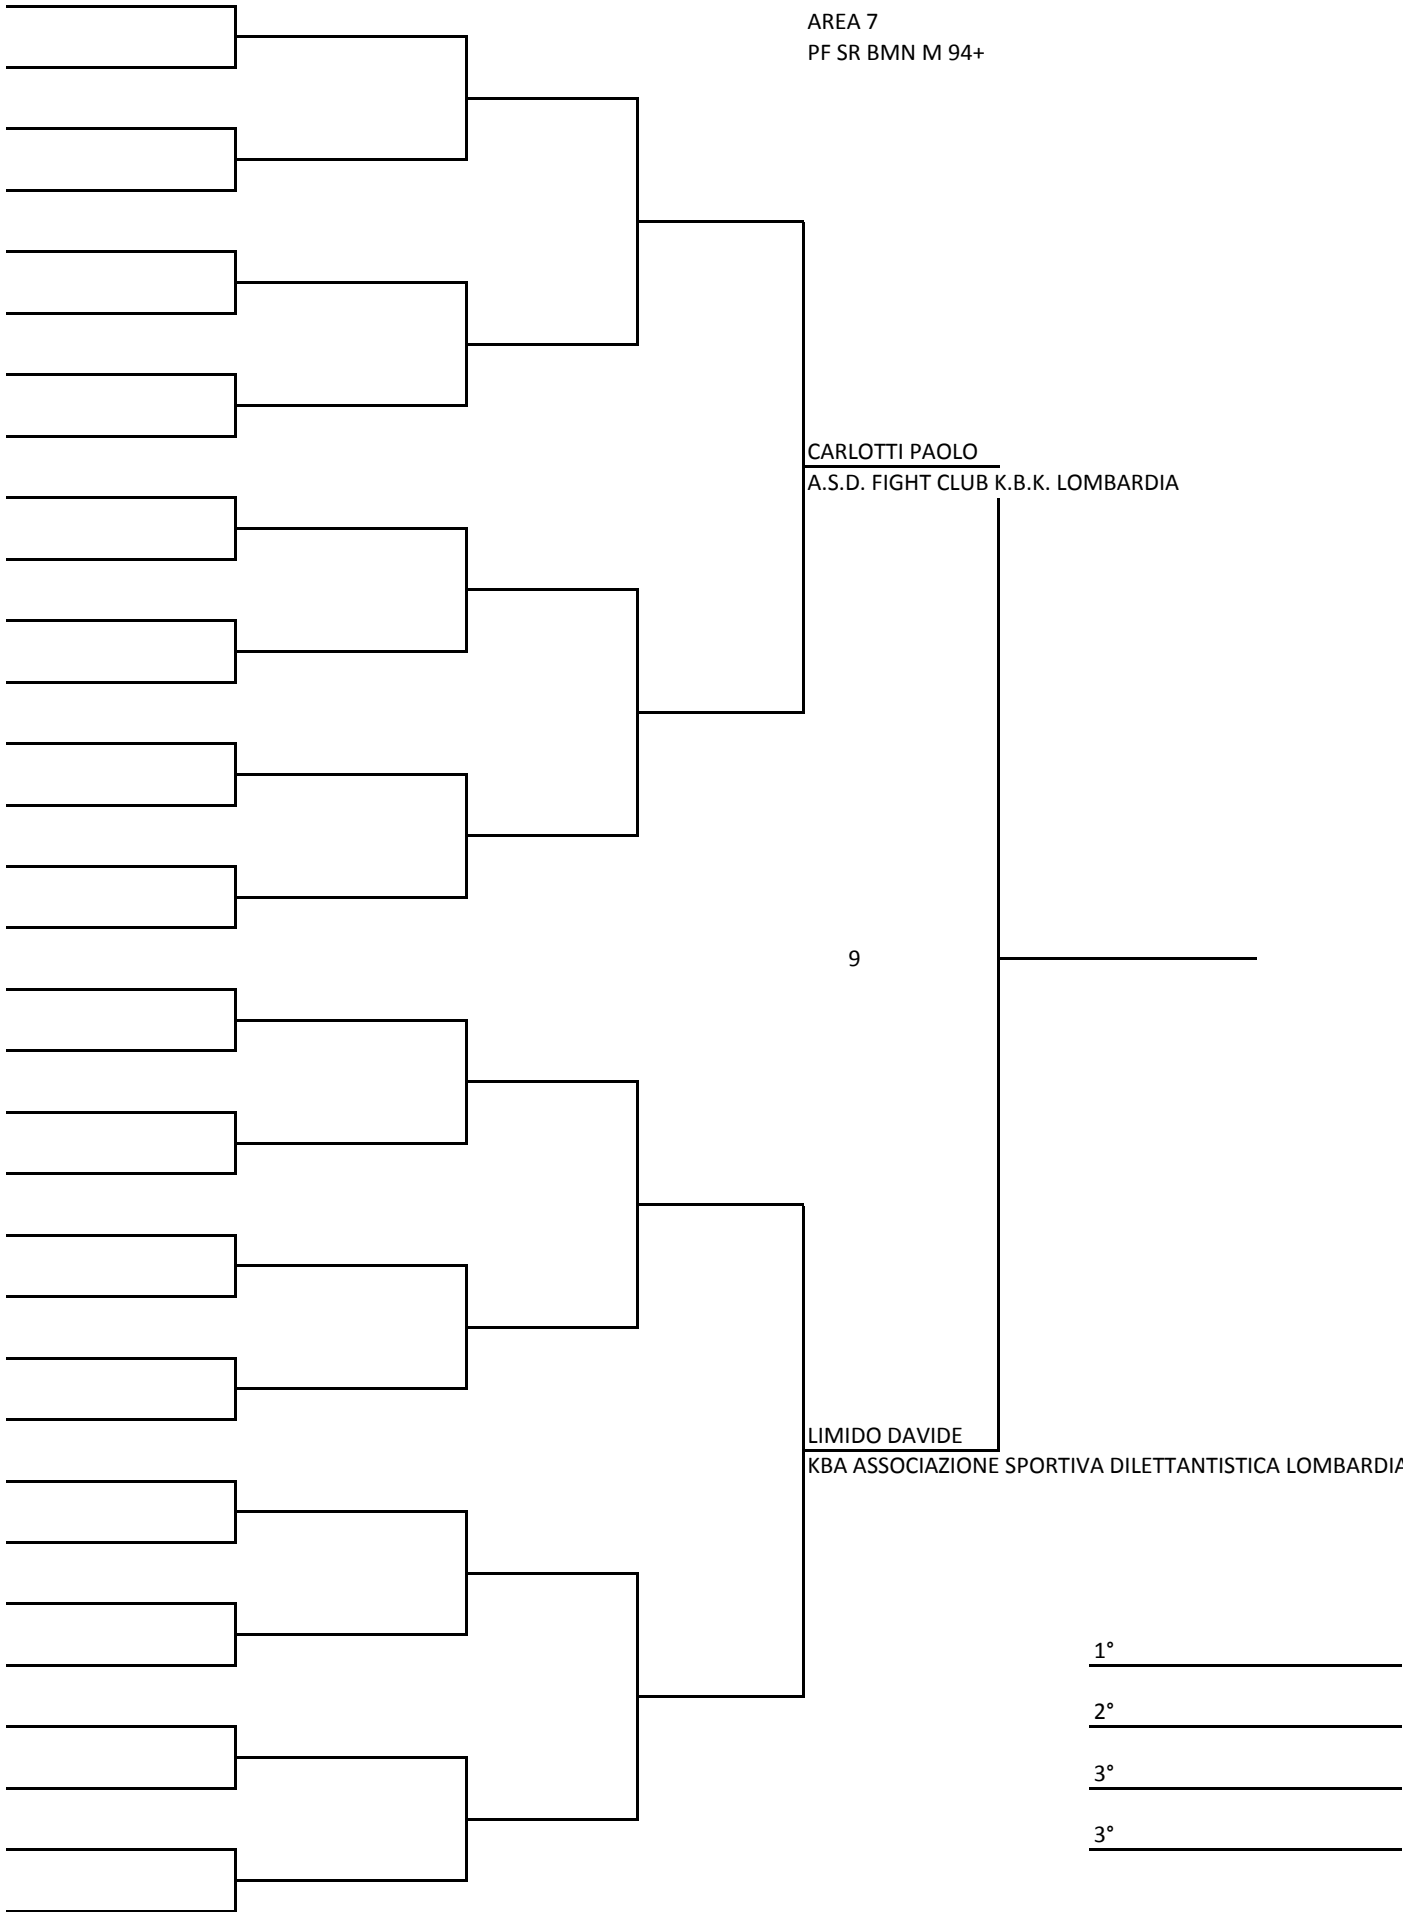 AREA 7
PF SR BMN M 94+
CARLOTTI PAOLO
A.S.D. FIGHT CLUB K.B.K. LOMBARDIA
9
LIMIDO DAVIDE
KBA ASSOCIAZIONE SPORTIVA DILETTANTISTICA LOMBARDIA
1°
2°
3°
3°